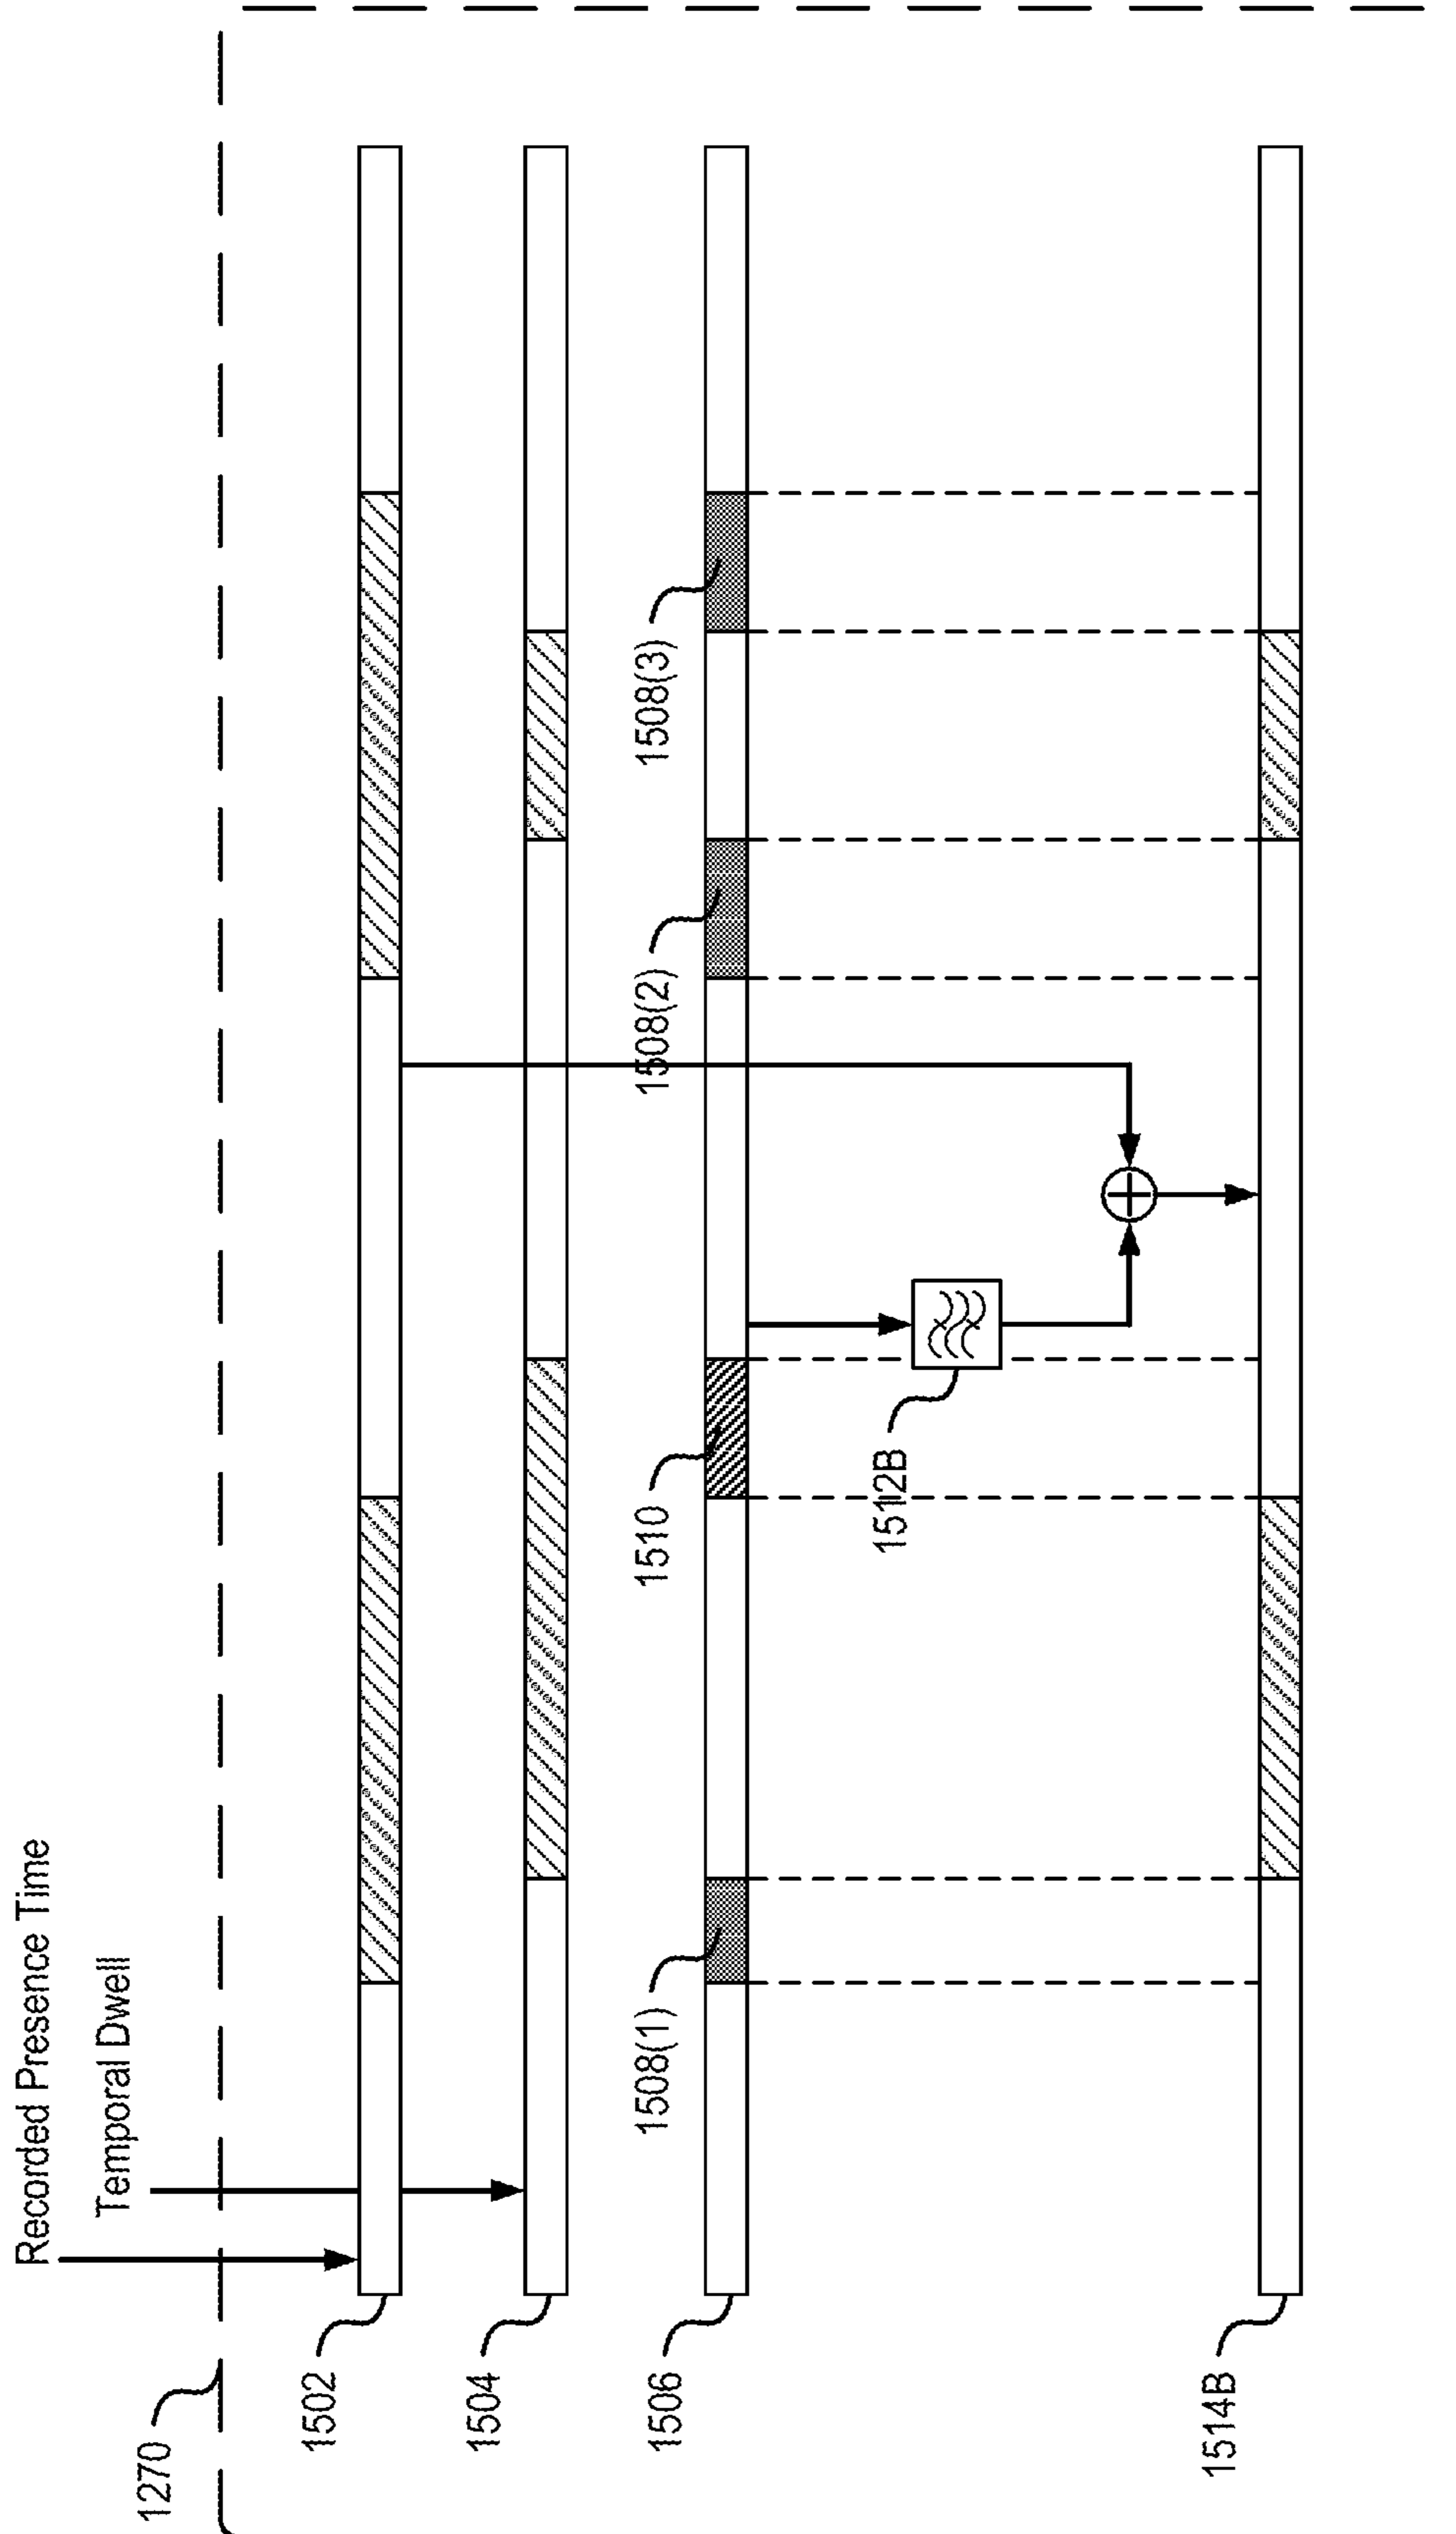 Recorded Presence Time
Temporal Dwell
1270
1502
1504
1506
1508(1)
1510
1508(2)
1508(3)
1512B
1514B